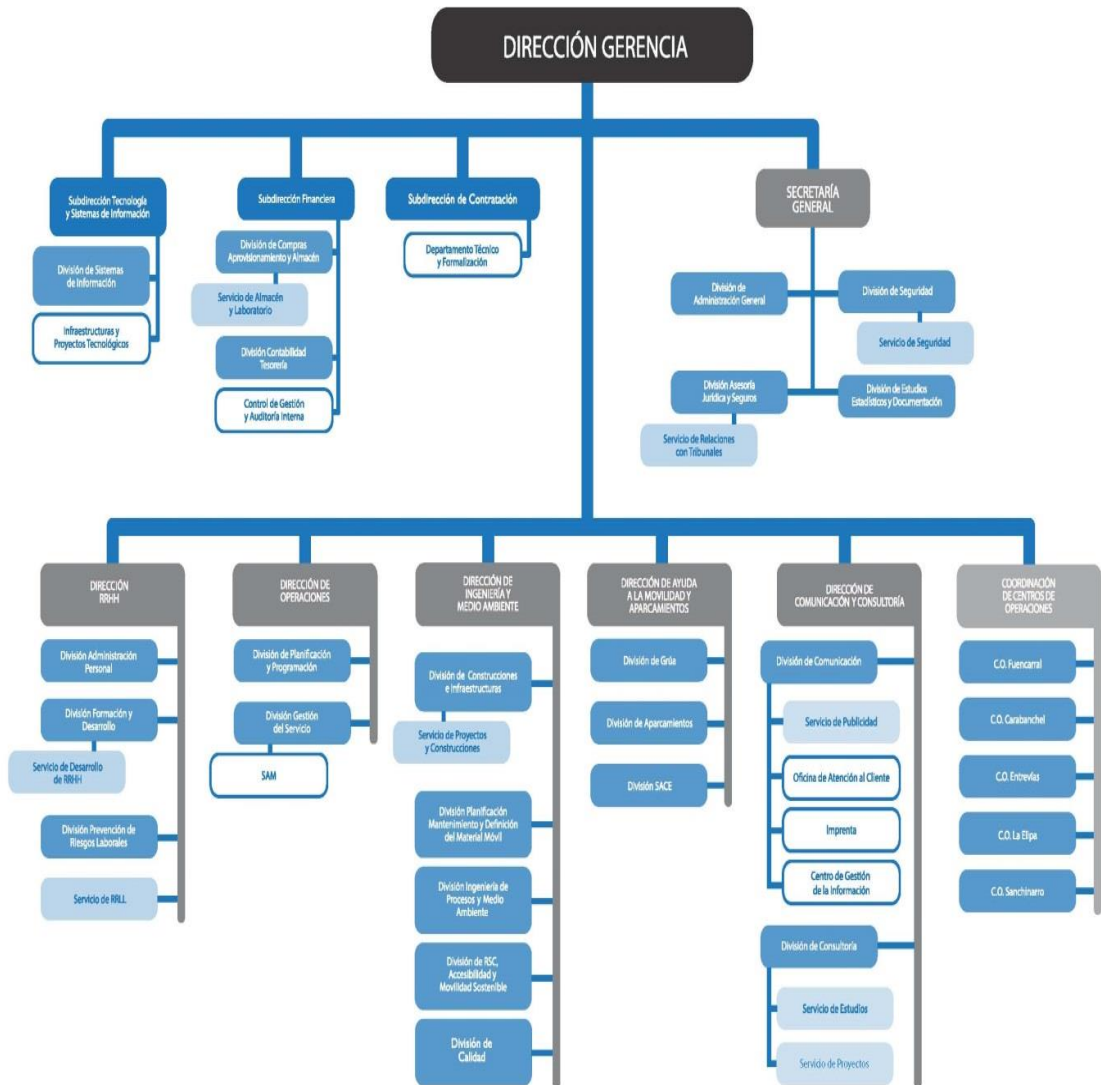 DIRECCIÓN GERENCIA
Subdirección Tecnología
y Sistemas de Información
División de Sistemas
de Información
Infraestructuras y
Proyectos Tecnológicos
Subdirección Financiera
División de Compras
Aprovisionamiento y Almacén
Servicio de Almacén
y Laboratorio
División Contabilidad
Tesorería
Control de Gestión
y Auditoría Interna
Subdirección de Contratación
Departamento Técnico
y Formalización
SECRETARÍA
GENERAL
División de
Administración General
División de Seguridad
Servicio de Seguridad
División Asesoría
Jurídica y Seguros
Servicio de Relaciones
con Tribunales
División de Estudios
Estadísticos y Documentación
DIRECCIÓN
RRHH
División Administración
Personal
División Formación y
Desarrollo
Servicio de Desarrollo
de RRHH
División Prevención de
Riesgos Laborales
Servicio de RRLL
DIRECCIÓN DE
OPERACIONES
División de Planificación
y Programación
División Gestión
del Servicio
SAM
DIRECCIÓN DE
INGENIERÍA Y
MEDIO AMBIENTE
División de Construcciones
e Infraestructuras
Servicio de Proyectos
y Construcciones
División Planificación
Mantenimiento y Definición
del Material Móvil
División Ingeniería de
Procesos y Medio
Ambiente
División de RSC,
Accesibilidad y
Movilidad Sostenible
División de
Calidad
DIRECCIÓN DE AYUDA
A LA MOVILIDAD Y
APARCAMIENTOS
División de Grúa
División de Aparcamientos
División SACE
DIRECCIÓN DE
COMUNICACIÓN Y CONSULTORÍA
División de Comunicación
Servicio de Publicidad
Oficina de Atención al Cliente
Imprenta
Centro de Gestión
de la Información
División de Consultoría
Servicio de Estudios
Servicio de Proyectos
COORDINACIÓN
DE CENTROS DE
OPERACIONES
C.O. Fuencarral
C.O. Carabanchel
C.O. Entrevías
C.O. La Elipa
C.O. Sanchinarro